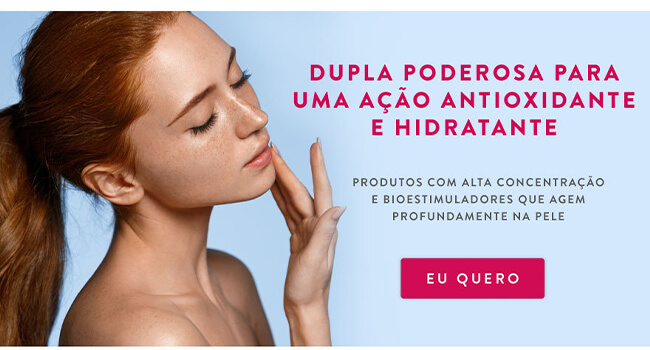 DUPLA PODEROSA PARA
UMA AÇÃO ANTIOXIDANTE
E HIDRATANTE
PRODUTOS COM ALTA CONCENTRAÇÃO
E BIOESTIMULADORES QUE AGEM
PROFUNDAMENTE NA PELE
EU QUERO